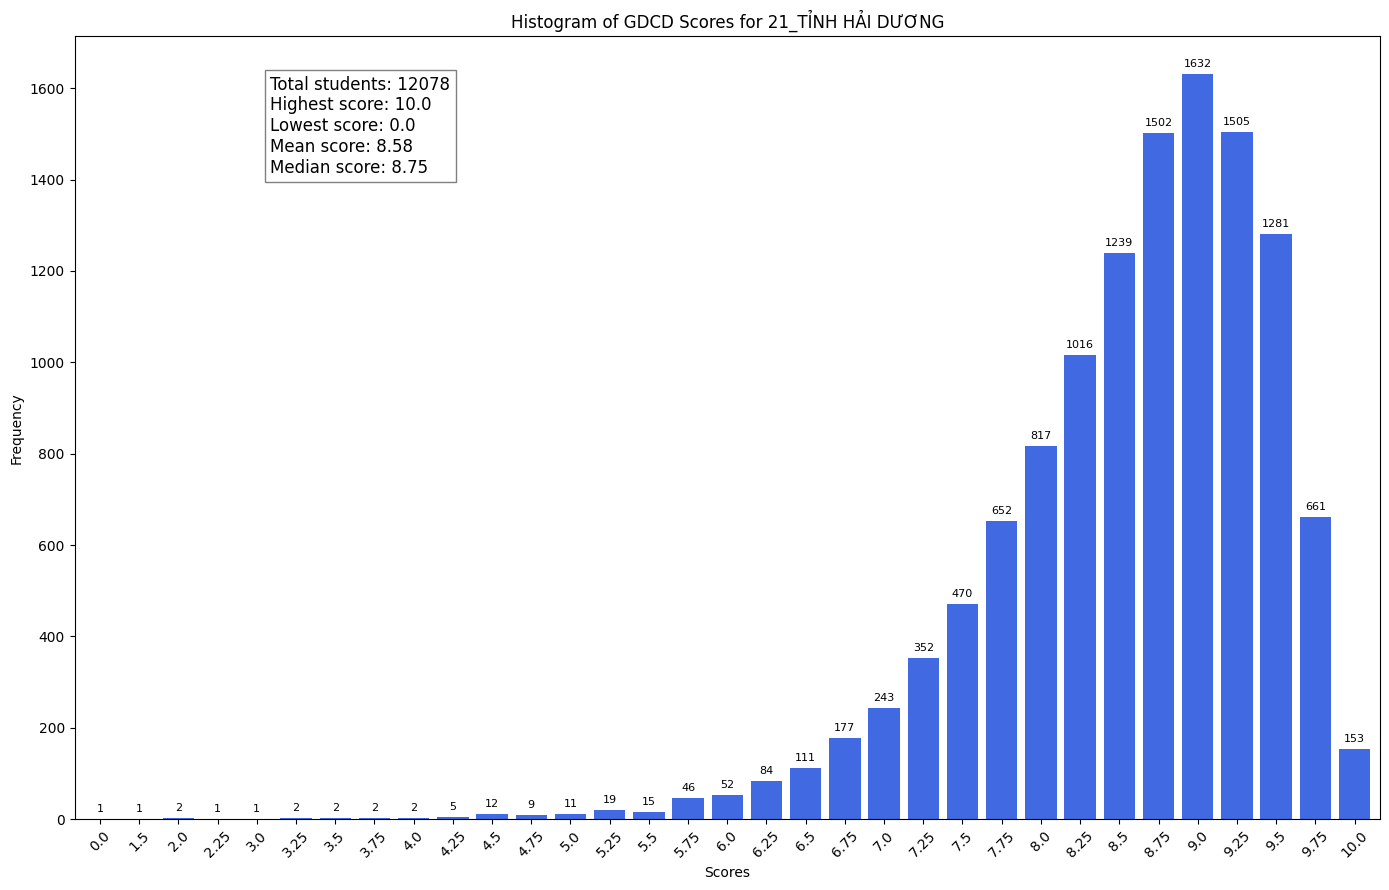 Histogram of GDCD Scores for 21_TỈNH HẢI DƯƠNG
Total students: 12078
Highest score: 10.0
Lowest score: 0.0
Mean score: 8.58
Median score: 8.75
Frequency
1600
1400
1200
1000
800
600
400
200
0
1 1 2 1 1 2 2 2 2 5 12 9 11 19 15 46 52 84 111 177 243 352 470 652 817 1016 1239 1502 1632 1505 1281 661 153
0.0 1.5 2.0 2.25 3.0 3.25 3.5 3.75 4.0 4.25 4.5 4.75 5.0 5.25 5.5 5.75 6.0 6.25 6.5 6.75 7.0 7.25 7.5 7.75 8.0 8.25 8.5 8.75 9.0 9.25 9.5 9.75 10.0
Scores